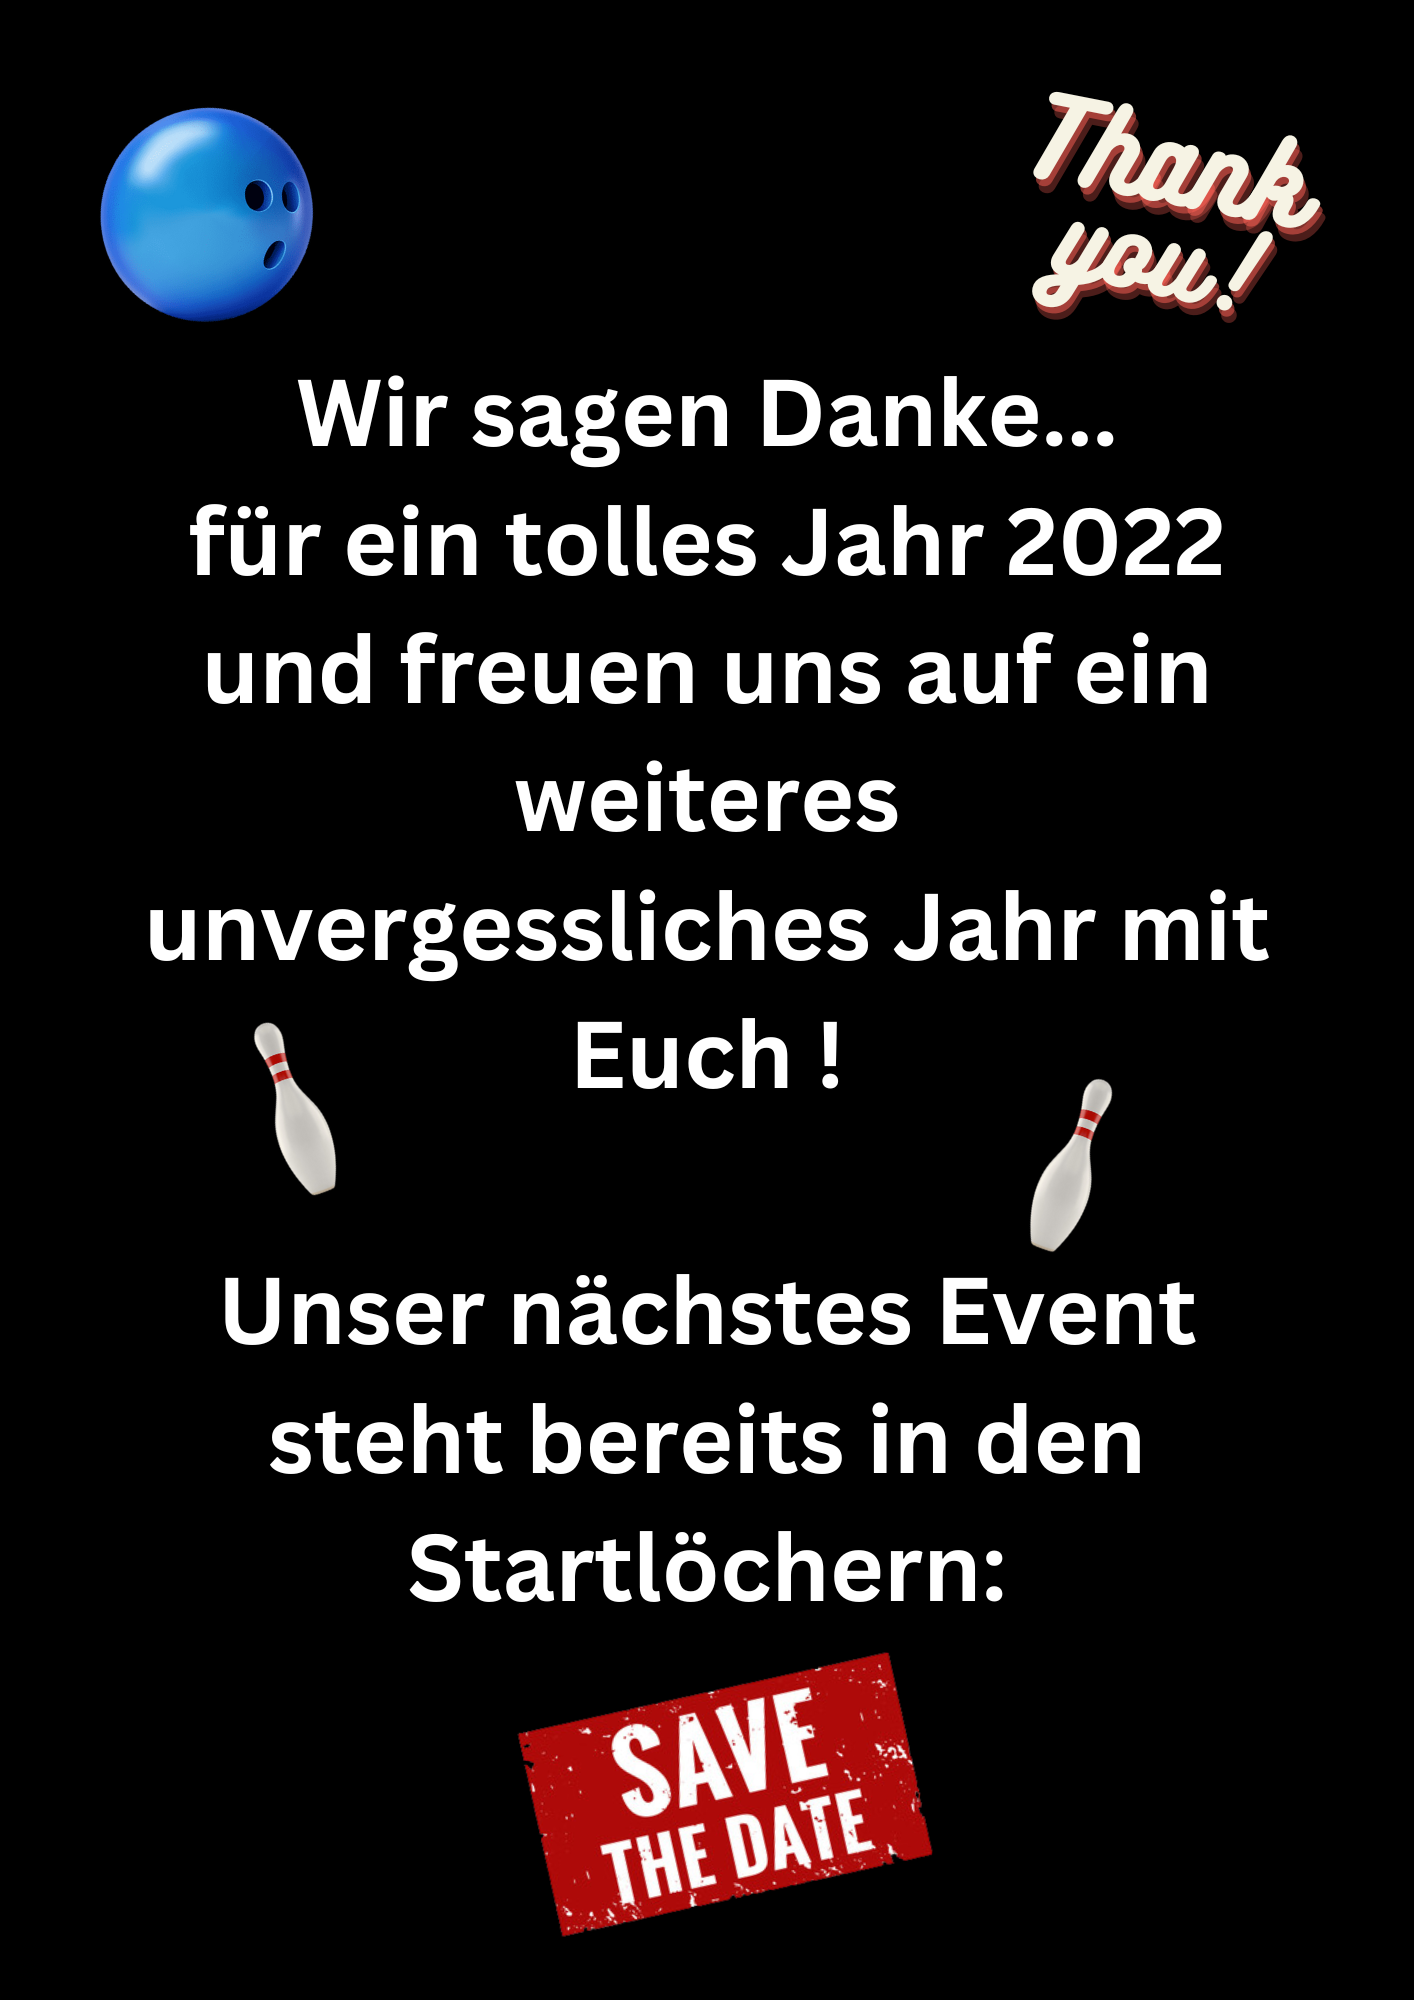 Thank
you!
Wir sagen Danke...
für ein tolles Jahr 2022
und freuen uns auf ein
weiteres
unvergessliches Jahr mit
Euch !
Unser nächstes Event
steht bereits in den
Startlöchern:
SAVE
THE DATE